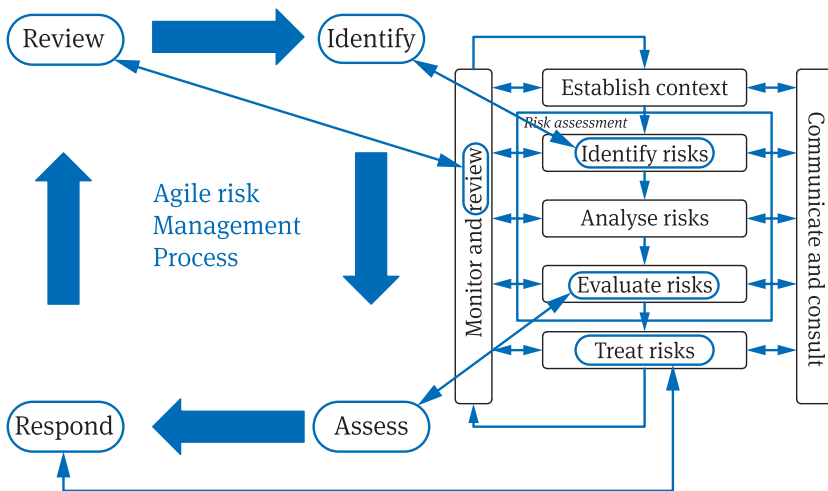 Review
Identify
Agile risk
Management
Process
Respond
Assess
Monitor and review
Establish context
Risk assessment
Identify risks
Analyse risks
Evaluate risks
Treat risks
Communicate and consult